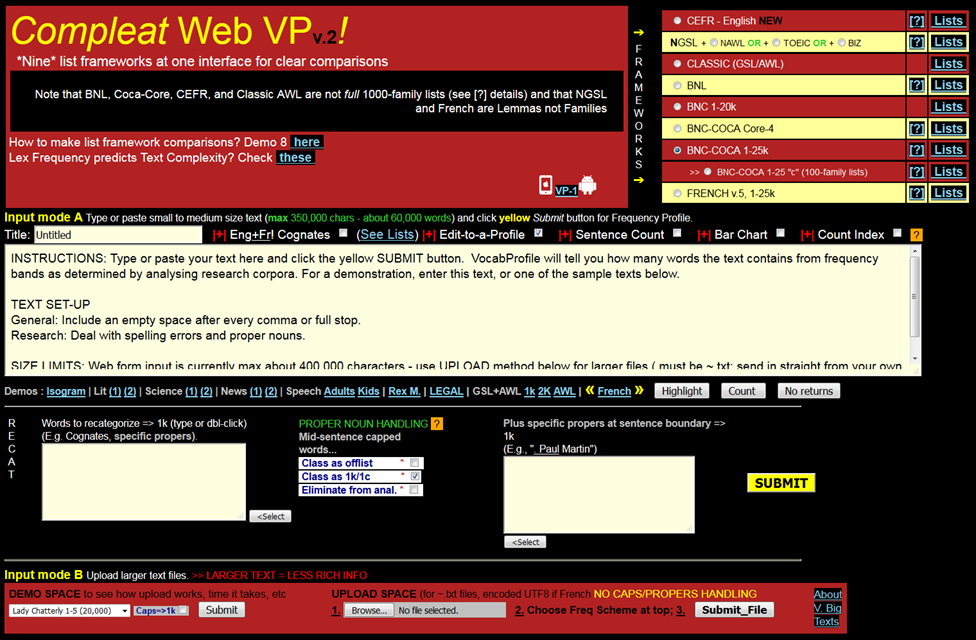 Compleat Web VP v.2!
*Nine* list frameworks at one interface for clear comparisons
Note that BNL, Coca-Core, CEFR, and Classic AWL are not full 1000-family lists (see [?] details) and that NGSL
and French are Lemmas not Families
How to make list framework comparisons? Demo 8 here
Lex Frequency predicts Text Complexity? Check these
VP-1
→
F
R
A
M
E
W
O
R
K
S
→
CEFR - English NEW [?] Lists
NGSL + NAWL OR + TOEIC OR + BIZ [?] Lists
CLASSIC (GSL/AWL) Lists
BNL [?] Lists
BNC 1-20k Lists
BNC-COCA Core-4 [?] Lists
BNC-COCA 1-25k [?] Lists
>> BNC-COCA 1-25 "c" (100-family lists) [?] Lists
FRENCH v.5, 1-25k [?] Lists
Input mode A Type or paste small to medium size text (max 350,000 chars - about 60,000 words) and click yellow Submit button for Frequency Profile.
Title: Untitled |+| Eng+Fr! Cognates (See Lists) |+| Edit-to-a-Profile |+| Sentence Count |+| Bar Chart |+| Count Index ?
INSTRUCTIONS: Type or paste your text here and click the yellow SUBMIT button. VocabProfile will tell you how many words the text contains from frequency
bands as determined by analysing research corpora. For a demonstration, enter this text, or one of the sample texts below.
TEXT SET-UP
General: Include an empty space after every comma or full stop.
Research: Deal with spelling errors and proper nouns.
SIZE LIMITS: Web form input is currently max about 400,000 characters - use UPLOAD method below for larger files ( must be ~.txt; send in straight from your own
Demos : Isogram | Lit (1) (2) | Science (1) (2) | News (1) (2) | Speech Adults Kids | Rex M. | LEGAL | GSL+AWL 1k 2K AWL | « French » Highlight Count No returns
R
E
C
A
T
Words to recategorize => 1k (type or dbl-click)
(E.g. Cognates, specific propers).
<Select
PROPER NOUN HANDLING ?
Mid-sentence capped
words...
Class as offlist *
Class as 1k/1c *
Eliminate from anal. *
Plus specific propers at sentence boundary =>
1k
(E.g., ". Paul Martin")
<Select
SUBMIT
Input mode B Upload larger text files. >> LARGER TEXT = LESS RICH INFO
DEMO SPACE to see how upload works, time it takes, etc
Lady Chatterly 1-5 (20,000) Caps=>1k Submit
UPLOAD SPACE (for ~.txt files, encoded UTF8 if French NO CAPS/PROPERS HANDLING
1. Browse... No file selected. 2. Choose Freq Scheme at top; 3. Submit_File
About
V. Big
Texts